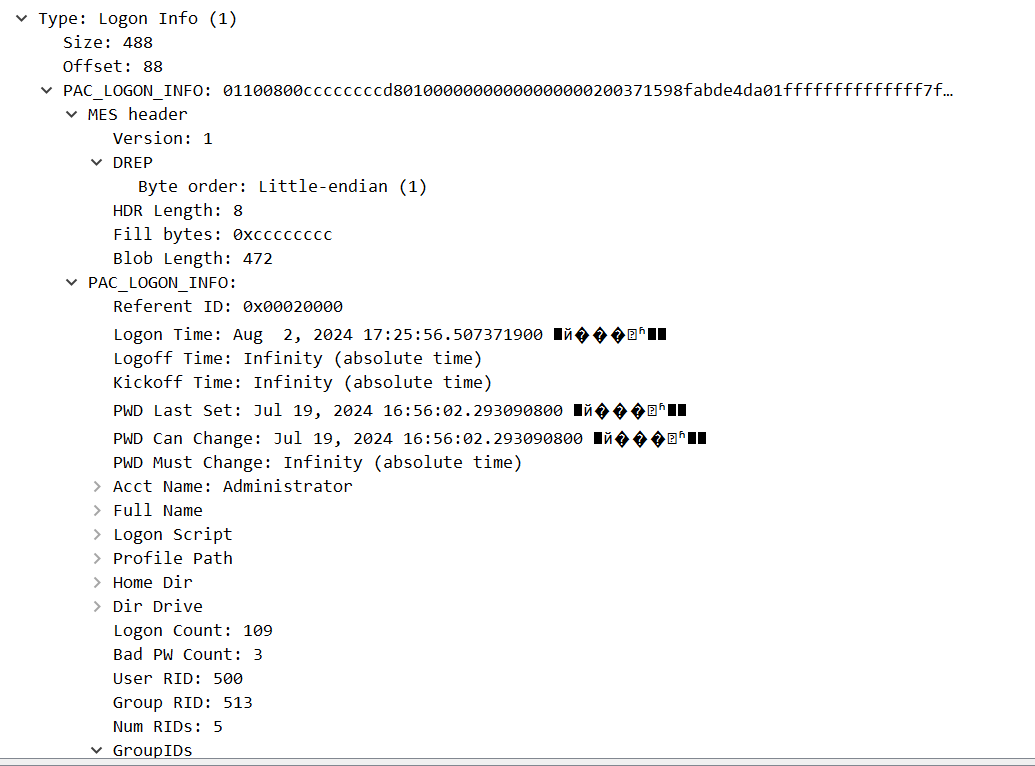 Type: Logon Info (1)
Size: 488
Offset: 88
PAC_LOGON_INFO: 01100800ccccccccd80100000000000000000200371598fabde4da01ffffffffffffff7f…
MES header
Version: 1
DREP
Byte order: Little-endian (1)
HDR Length: 8
Fill bytes: 0xcccccccc
Blob Length: 472
PAC_LOGON_INFO:
Referent ID: 0x00020000
Logon Time: Aug  2, 2024 17:25:56.507371900
Logoff Time: Infinity (absolute time)
Kickoff Time: Infinity (absolute time)
PWD Last Set: Jul 19, 2024 16:56:02.293090800
PWD Can Change: Jul 19, 2024 16:56:02.293090800
PWD Must Change: Infinity (absolute time)
Acct Name: Administrator
Full Name
Logon Script
Profile Path
Home Dir
Dir Drive
Logon Count: 109
Bad PW Count: 3
User RID: 500
Group RID: 513
Num RIDs: 5
GroupIDs